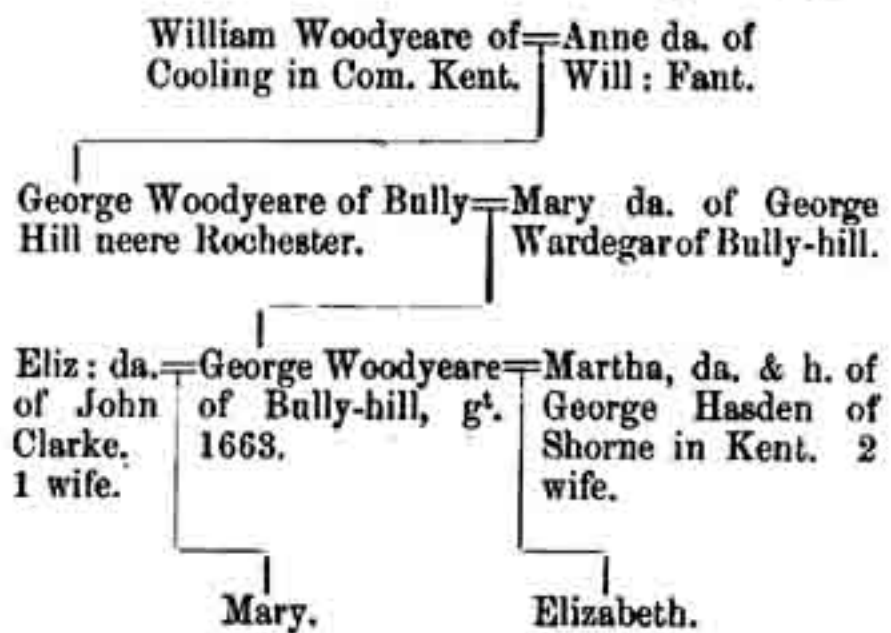 William Woodyeare of Anne da. of
Cooling in Com. Kent. Will : Fant.
George Woodyeare of Bully Mary da. of George
Hill neere Rochester. Wardegar of Bully-hill.
Eliz : da. George Woodyeare Martha, da. & h. of
of John of Bully-hill, gᵗ. George Hasden of
Clarke. 1663. Shorne in Kent. 2
1 wife. wife.
Mary. Elizabeth.